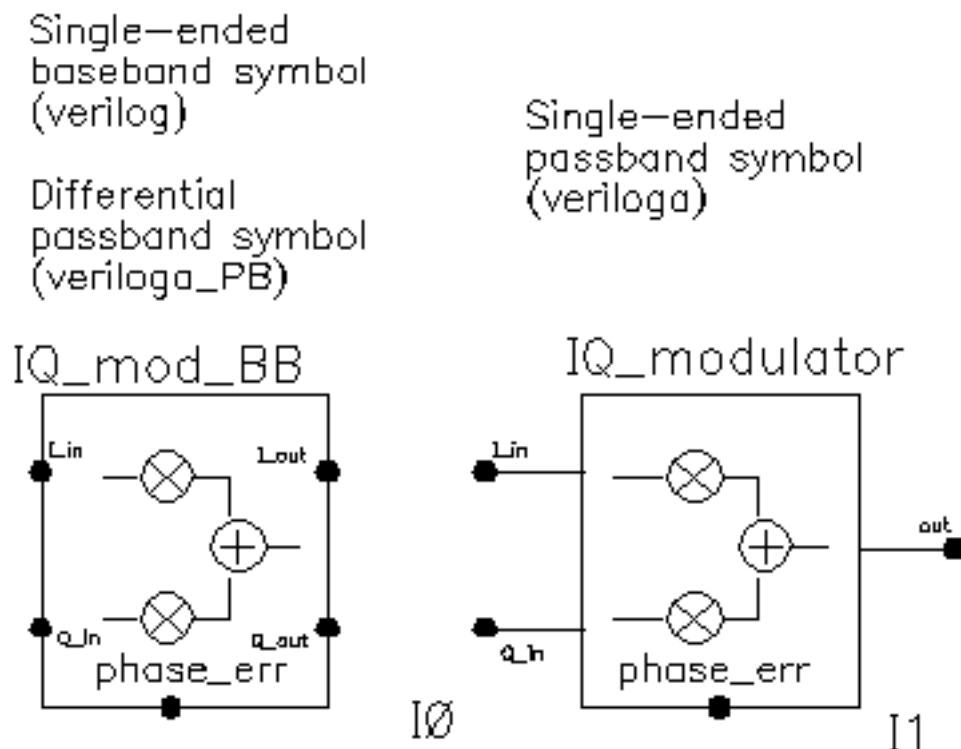 Single-ended
baseband symbol
(verilog)
Differential
passband symbol
(veriloga_PB)
Single-ended
passband symbol
(veriloga)
IQ_mod_BB
I_in
I_out
Q_in
Q_out
phase_err
I0
IQ_modulator
I_in
out
Q_in
phase_err
I1